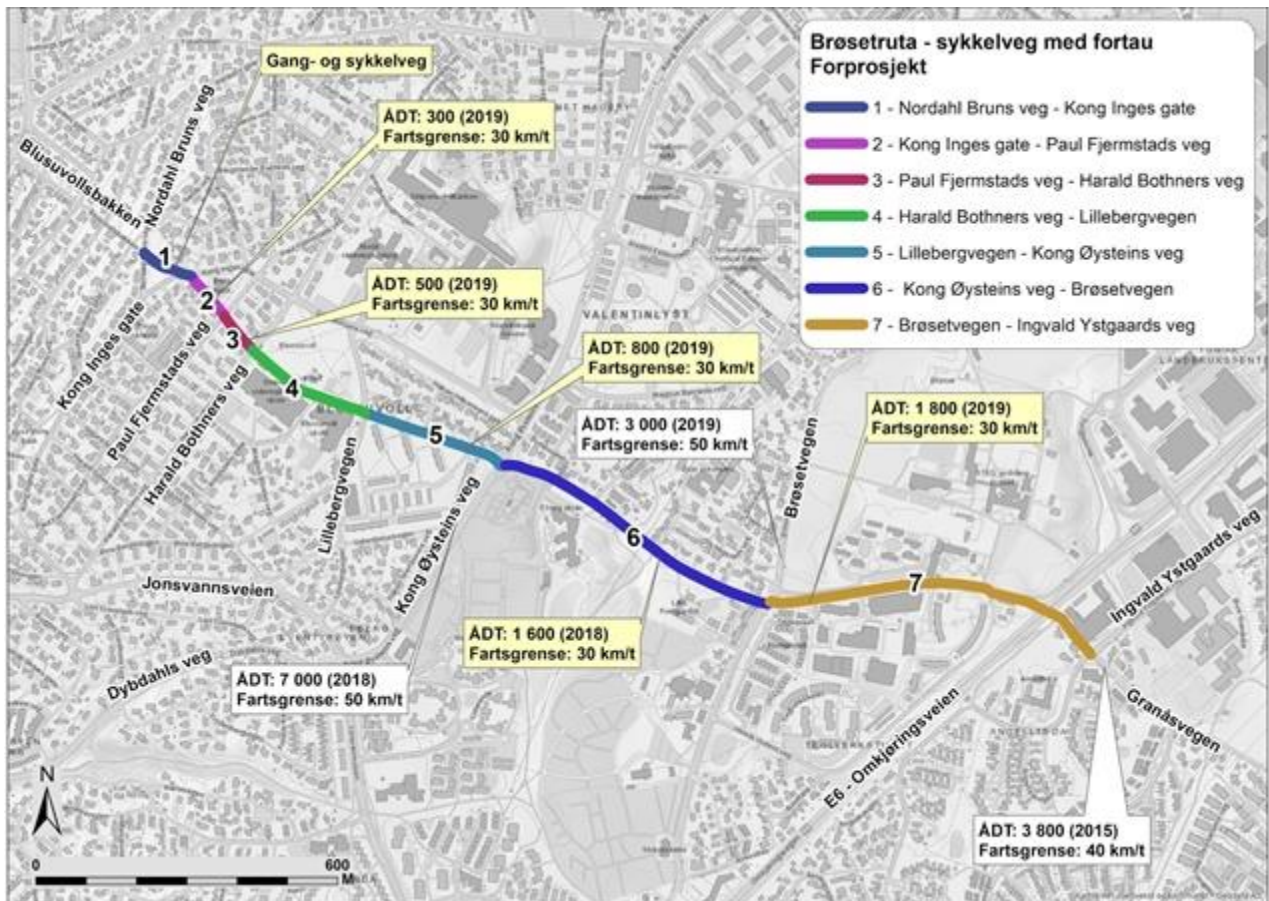 Brøsetruta - sykkelveg med fortau
Forprosjekt
1 - Nordahl Bruns veg - Kong Inges gate
2 - Kong Inges gate - Paul Fjermstads veg
3 - Paul Fjermstads veg - Harald Bothners veg
4 - Harald Bothners veg - Lillebergvegen
5 - Lillebergvegen - Kong Øysteins veg
6 - Kong Øysteins veg - Brøsetvegen
7 - Brøsetvegen - Ingvald Ystgaards veg
Gang- og sykkelveg
ÅDT: 300 (2019)
Fartsgrense: 30 km/t
Blusuvollsbakken
Nordahl Bruns veg
1
2
3
4
5
6
7
ÅDT: 500 (2019)
Fartsgrense: 30 km/t
VALENTINLYST
ÅDT: 800 (2019)
Fartsgrense: 30 km/t
ÅDT: 3 000 (2019)
Fartsgrense: 50 km/t
ÅDT: 1 800 (2019)
Fartsgrense: 30 km/t
Kong Inges gate
Paul Fjermstads veg
Harald Bothners veg
Lillebergvegen
Kong Øysteins veg
Brøsetvegen
Ingvald Ystgaards veg
Jonsvannsveien
Dybdahls veg
ÅDT: 1 600 (2018)
Fartsgrense: 30 km/t
ÅDT: 7 000 (2018)
Fartsgrense: 50 km/t
E6 - Omkjøringsveien
Granåsvegen
ÅDT: 3 800 (2015)
Fartsgrense: 40 km/t
N
0
600
M